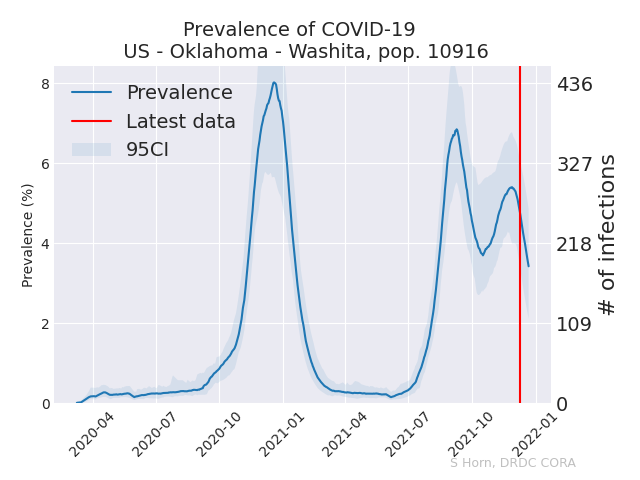 Prevalence of COVID-19
US - Oklahoma - Washita, pop. 10916
Prevalence
Latest data
95CI
Prevalence (%)
8
6
4
2
0
436
327
218
109
0
# of infections
2020-04
2020-07
2020-10
2021-01
2021-04
2021-07
2021-10
2022-01
S Horn, DRDC CORA